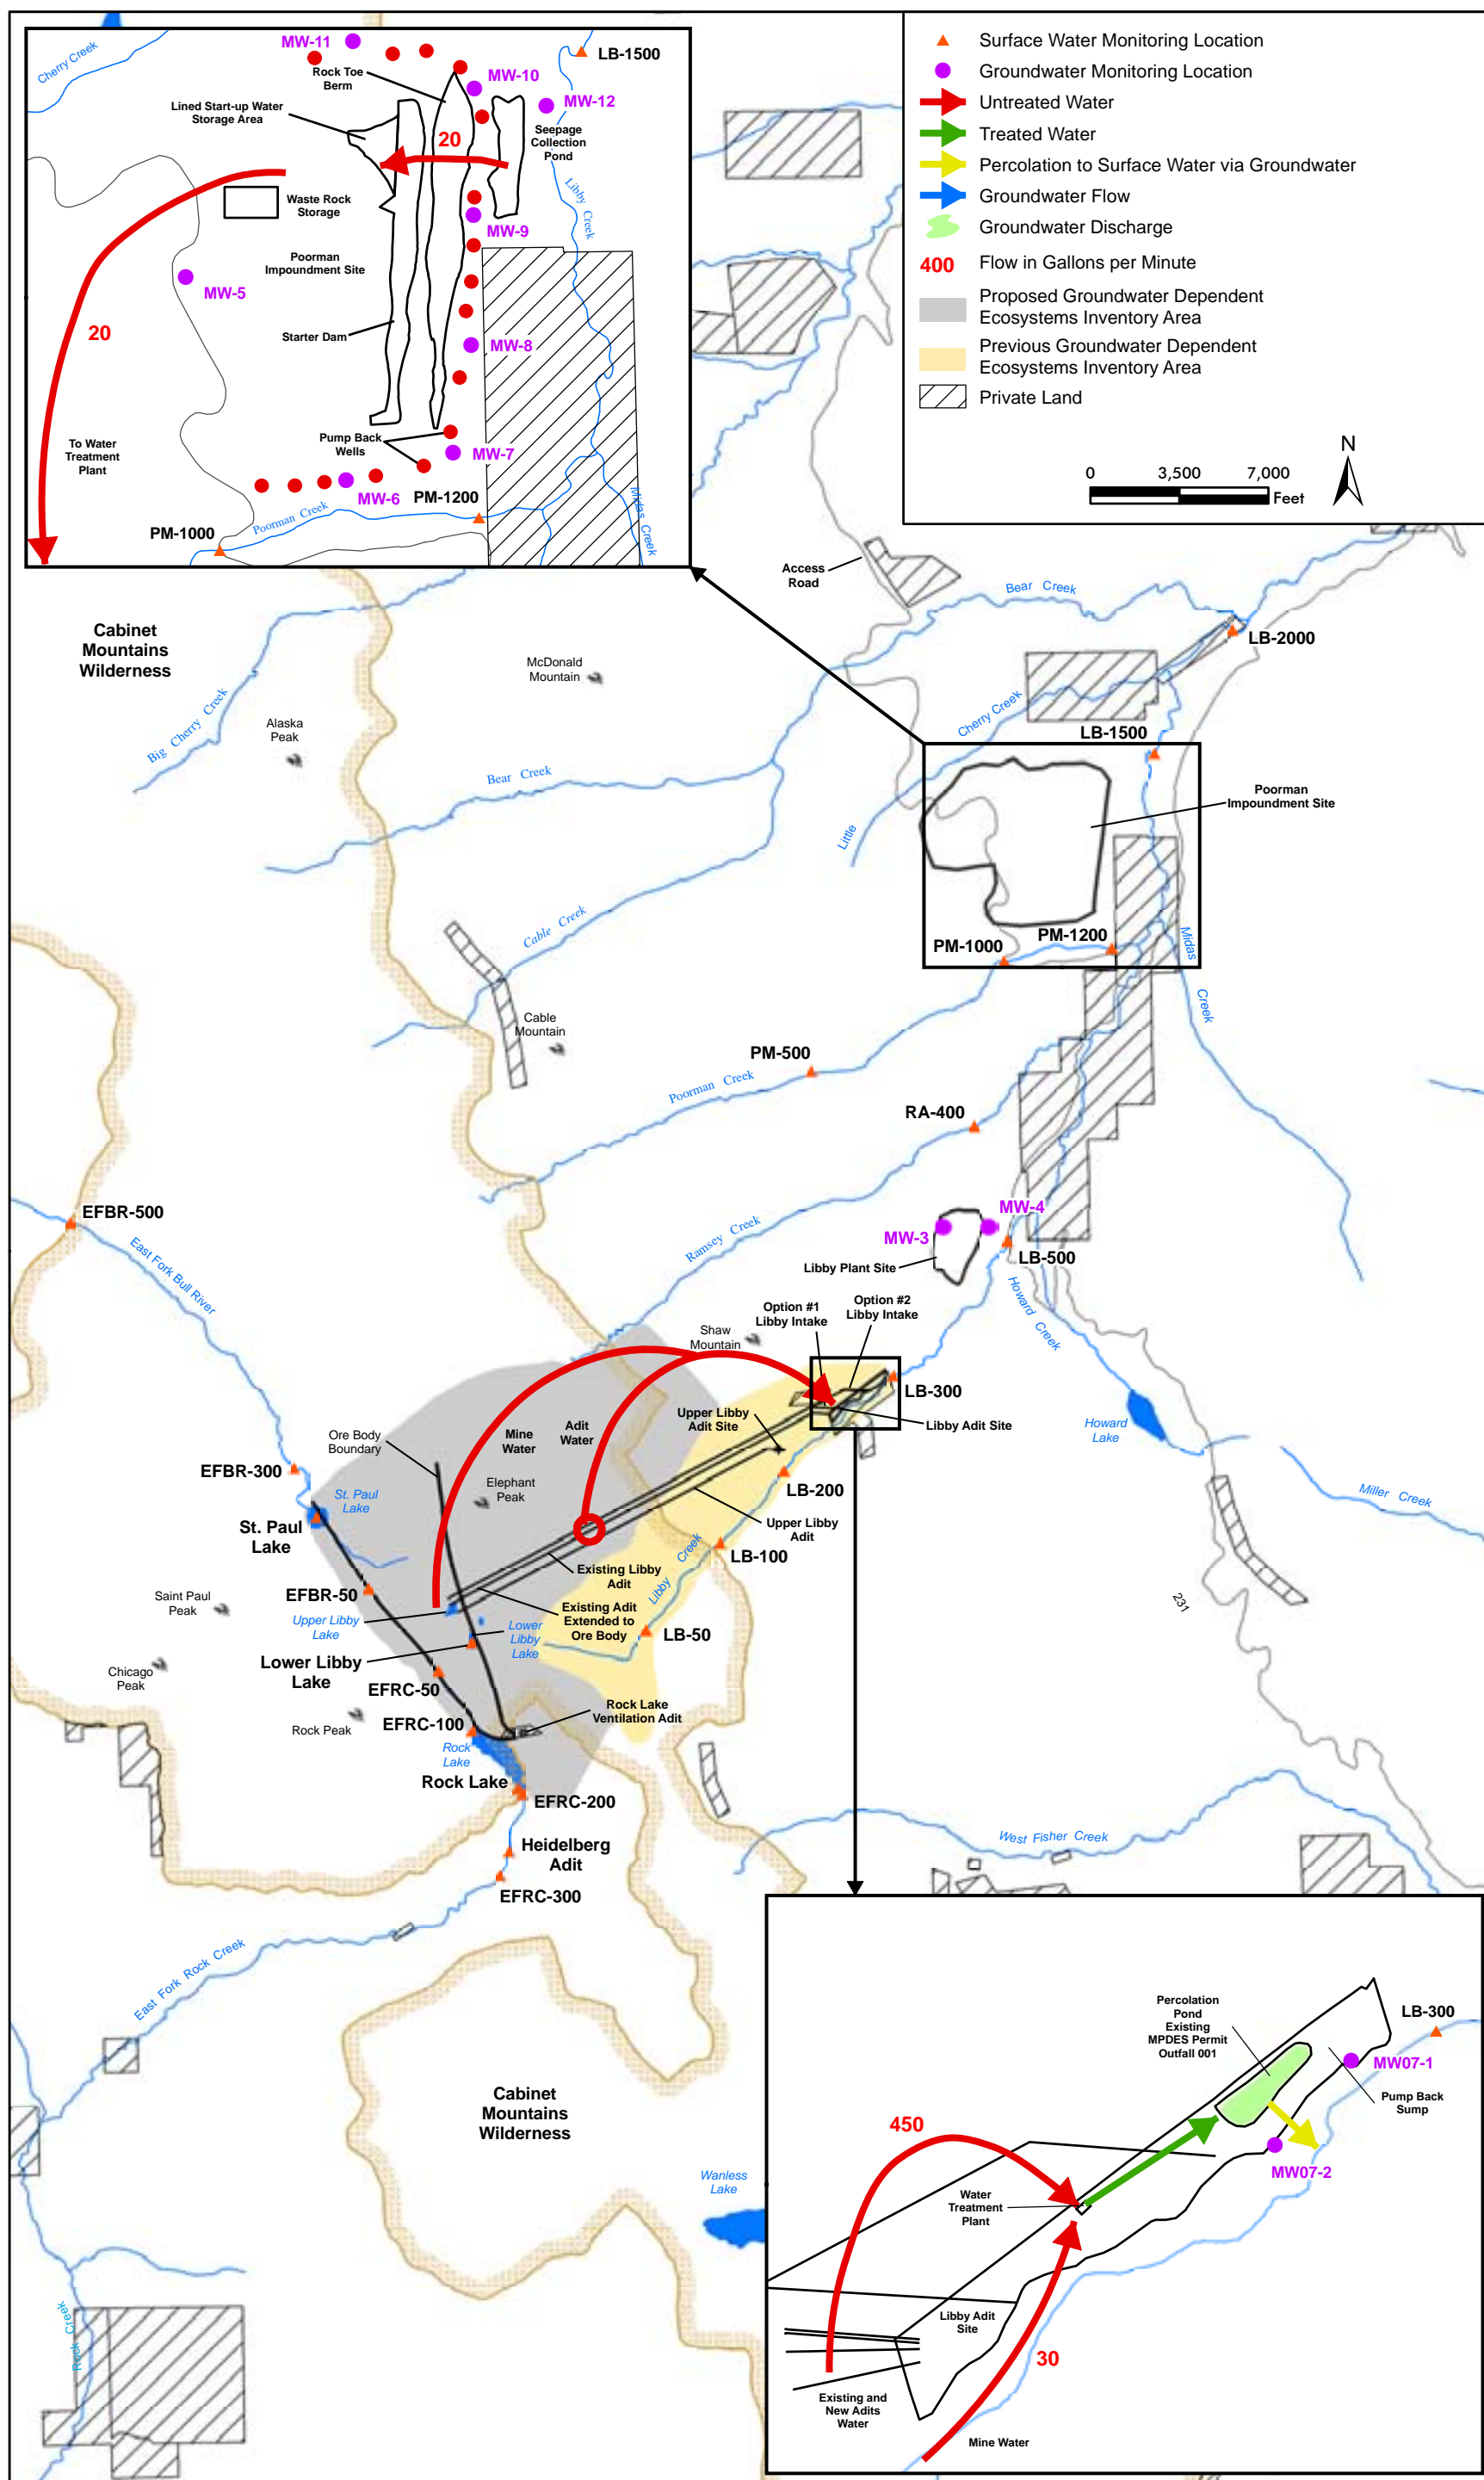 Surface Water Monitoring Location
Groundwater Monitoring Location
Untreated Water
Treated Water
Percolation to Surface Water via Groundwater
Groundwater Flow
Groundwater Discharge
400
Flow in Gallons per Minute
Proposed Groundwater Dependent
Ecosystems Inventory Area
Previous Groundwater Dependent
Ecosystems Inventory Area
Private Land
0
3,500
7,000
Feet
N
Cherry Creek
MW-11
Rock Toe
Berm
MW-10
LB-1500
MW-12
Lined Start-up Water
Storage Area
Seepage
Collection
Pond
20
Libby Creek
Waste Rock
Storage
MW-9
Poorman
Impoundment Site
MW-5
20
Starter Dam
MW-8
To Water
Treatment
Plant
Pump Back
Wells
MW-7
MW-6
PM-1200
Poorman Creek
PM-1000
Midas Creek
Access
Road
Bear Creek
LB-2000
Cabinet
Mountains
Wilderness
McDonald
Mountain
Big Cherry Creek
Alaska
Peak
Cherry Creek
LB-1500
Bear Creek
Poorman
Impoundment Site
Little
Cable Creek
PM-1200
PM-1000
Midas
Creek
Cable
Mountain
PM-500
Poorman Creek
RA-400
EFBR-500
East Fork Bull River
MW-4
MW-3
Ramsey Creek
Libby Plant Site
LB-500
Howard Creek
Option #1
Libby Intake
Option #2
Libby Intake
Shaw
Mountain
LB-300
Upper Libby
Adit Site
Libby Adit Site
Howard
Lake
Ore Body
Boundary
Mine
Water
Adit
Water
EFBR-300
Elephant
Peak
St. Paul
Lake
LB-200
Miller Creek
St. Paul
Lake
Upper Libby
Adit
LB-100
Existing Libby
Adit
Libby
Creek
EFBR-50
Saint Paul
Peak
Existing Adit
Extended to
Ore Body
Upper Libby
Lake
Lower
Libby
Lake
LB-50
231
Lower Libby
Lake
Chicago
Peak
EFRC-50
Rock Lake
Ventilation Adit
EFRC-100
Rock Peak
Rock
Lake
Rock Lake
EFRC-200
West Fisher Creek
Heidelberg
Adit
EFRC-300
East Fork Rock Creek
Cabinet
Mountains
Wilderness
Wanless
Lake
Rock Creek
Percolation
Pond
Existing
MPDES Permit
Outfall 001
LB-300
MW07-1
Pump Back
Sump
450
MW07-2
Water
Treatment
Plant
Libby Adit
Site
30
Existing and
New Adits
Water
Mine Water